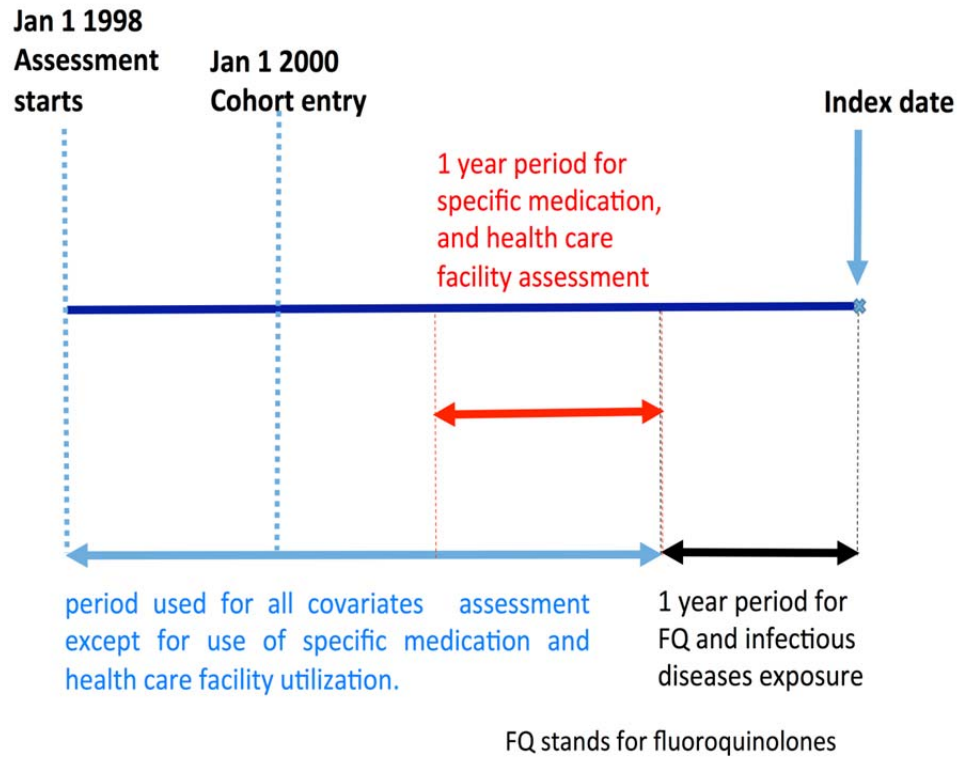 Jan 1 1998
Assessment
starts
Jan 1 2000
Cohort entry
Index date
1 year period for
specific medication,
and health care
facility assessment
period used for all covariates assessment
except for use of specific medication and
health care facility utilization.
1 year period for
FQ and infectious
diseases exposure
FQ stands for fluoroquinolones